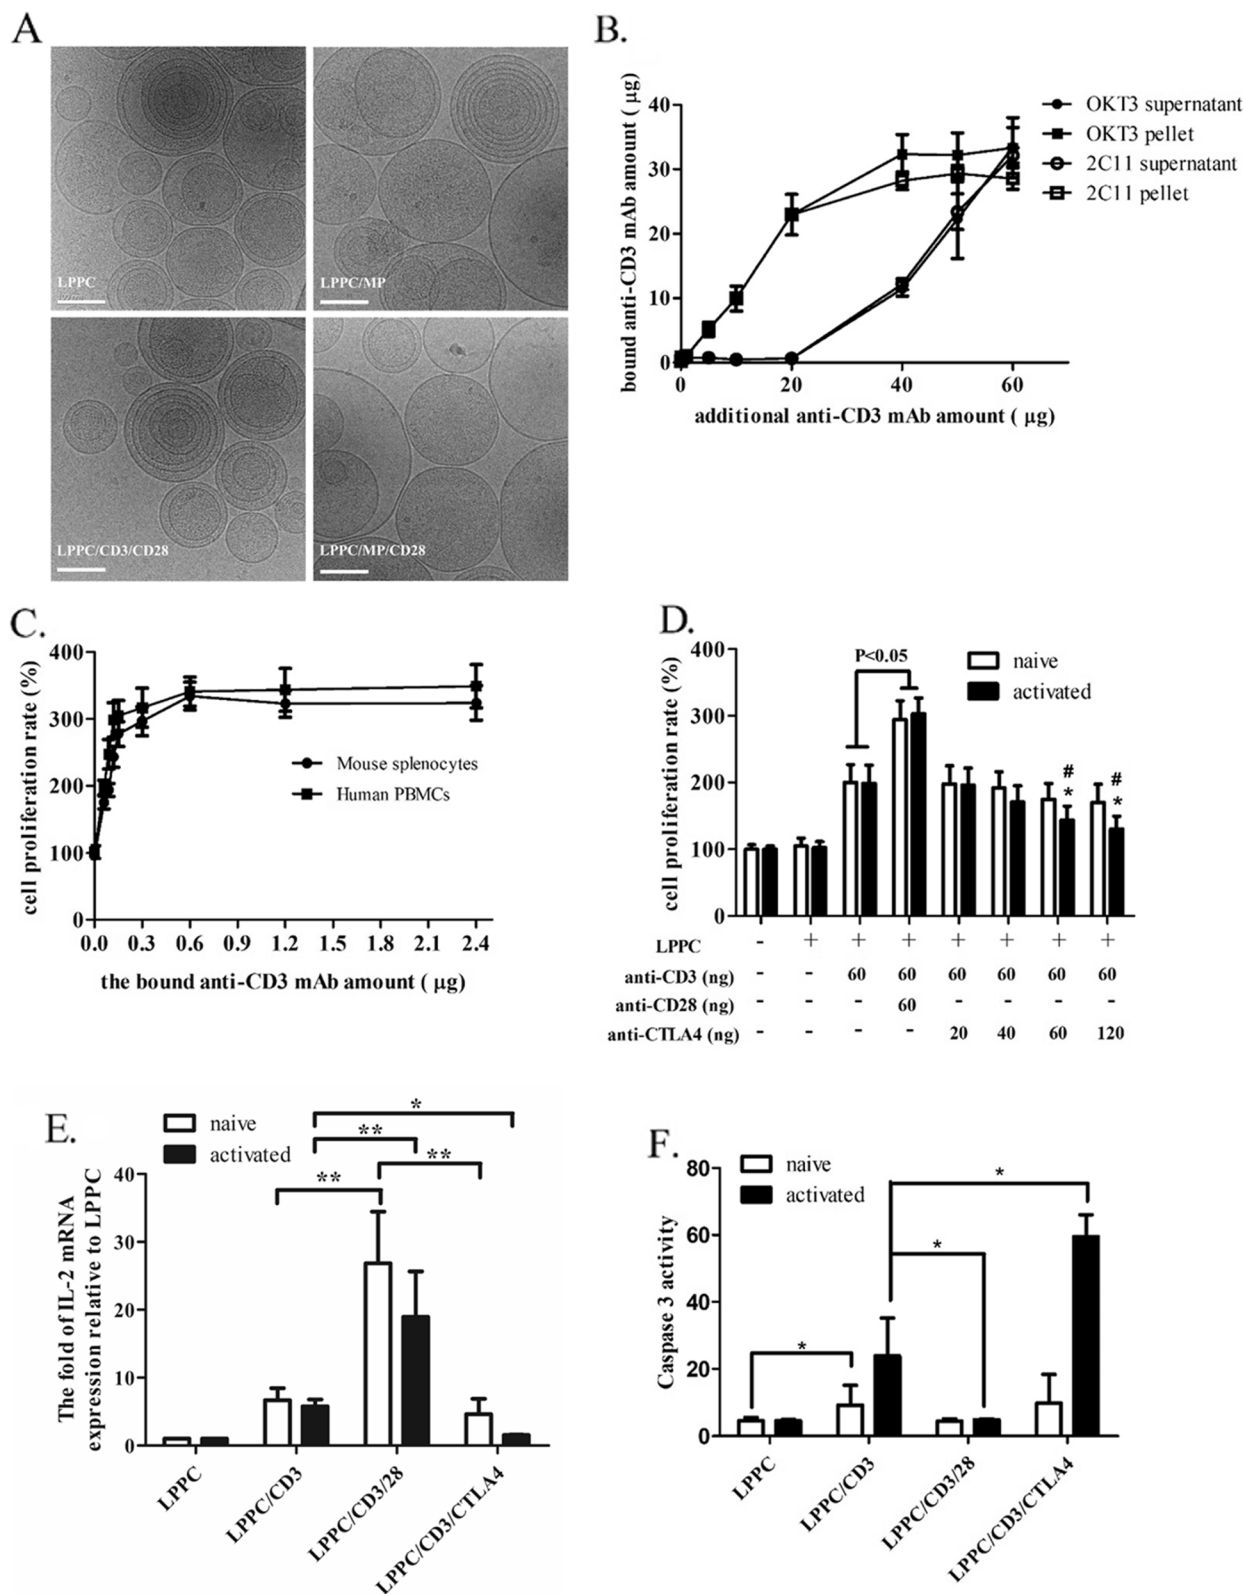 A
LPPC
LPPC/MP
LPPC/CD3/CD28
LPPC/MP/CD28
B.
bound anti-CD3 mAb amount ( μg)
40
30
20
10
0
0 20 40 60
additional anti-CD3 mAb amount ( μg)
OKT3 supernatant
OKT3 pellet
2C11 supernatant
2C11 pellet
C.
cell proliferation rate (%)
400
300
200
100
0
0.0 0.3 0.6 0.9 1.2 1.5 1.8 2.1 2.4
the bound anti-CD3 mAb amount ( μg)
Mouse splenocytes
Human PBMCs
D.
cell proliferation rate (%)
400
300
200
100
0
P<0.05
naive
activated
# #
* *
LPPC - + + + + + + +
anti-CD3 (ng) - - 60 60 60 60 60 60
anti-CD28 (ng) - - - 60 - - - -
anti-CTLA4 (ng) - - - - 20 40 60 120
E.
naive
activated
The fold of IL-2 mRNA
expression relative to LPPC
40
30
20
10
0
*
**
**
**
LPPC
LPPC/CD3
LPPC/CD3/28
LPPC/CD3/CTLA4
F.
naive
activated
Caspase 3 activity
80
60
40
20
0
*
*
*
LPPC
LPPC/CD3
LPPC/CD3/28
LPPC/CD3/CTLA4